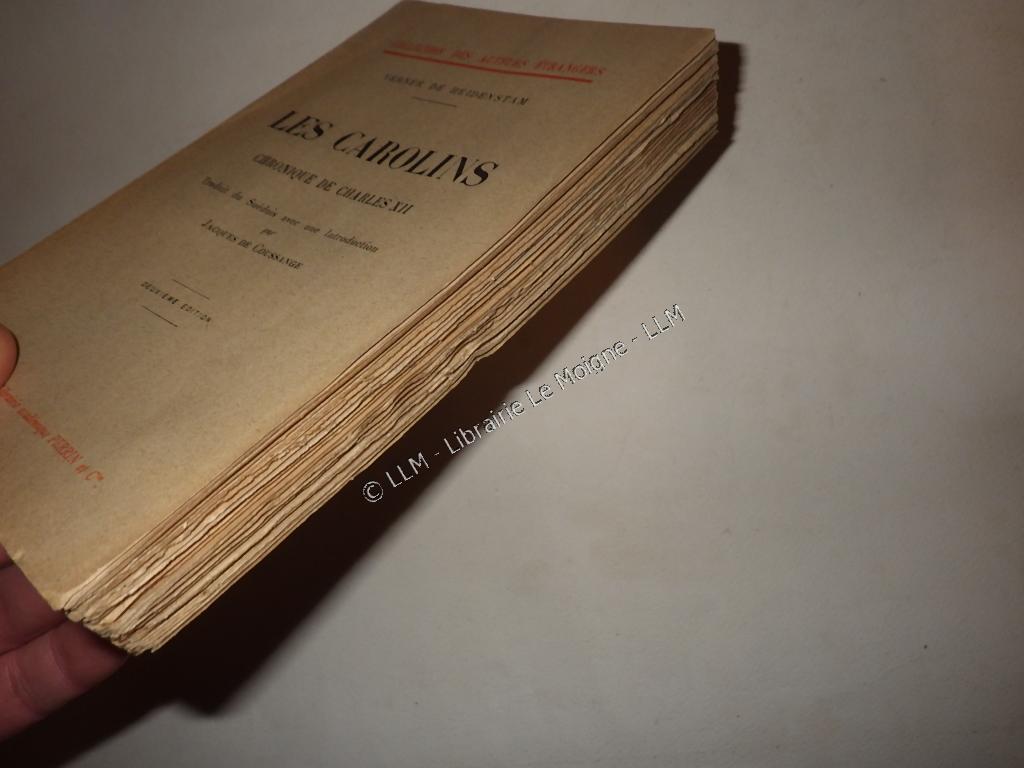 COLLECTION DES AUTEURS ÉTRANGERS
VERNER DE HEIDENSTAM
LES CAROLINS
CHRONIQUE DE CHARLES XII
Traduit du Suédois avec une Introduction
par
JACQUES DE COUSSANGE
DEUXIÈME ÉDITION
académique PERRIN et Cie.
© LLM - Librairie Le Moigne - LLM